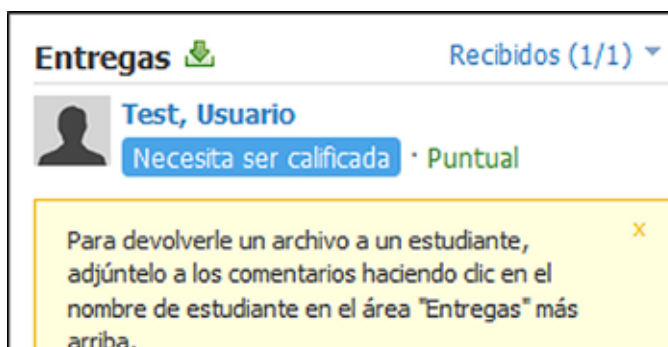 Entregas
Recibidos (1/1)
Test, Usuario
Necesita ser calificada · Puntual
x
Para devolverle un archivo a un estudiante,
adjúntelo a los comentarios haciendo clic en el
nombre de estudiante en el área "Entregas" más
arriba.